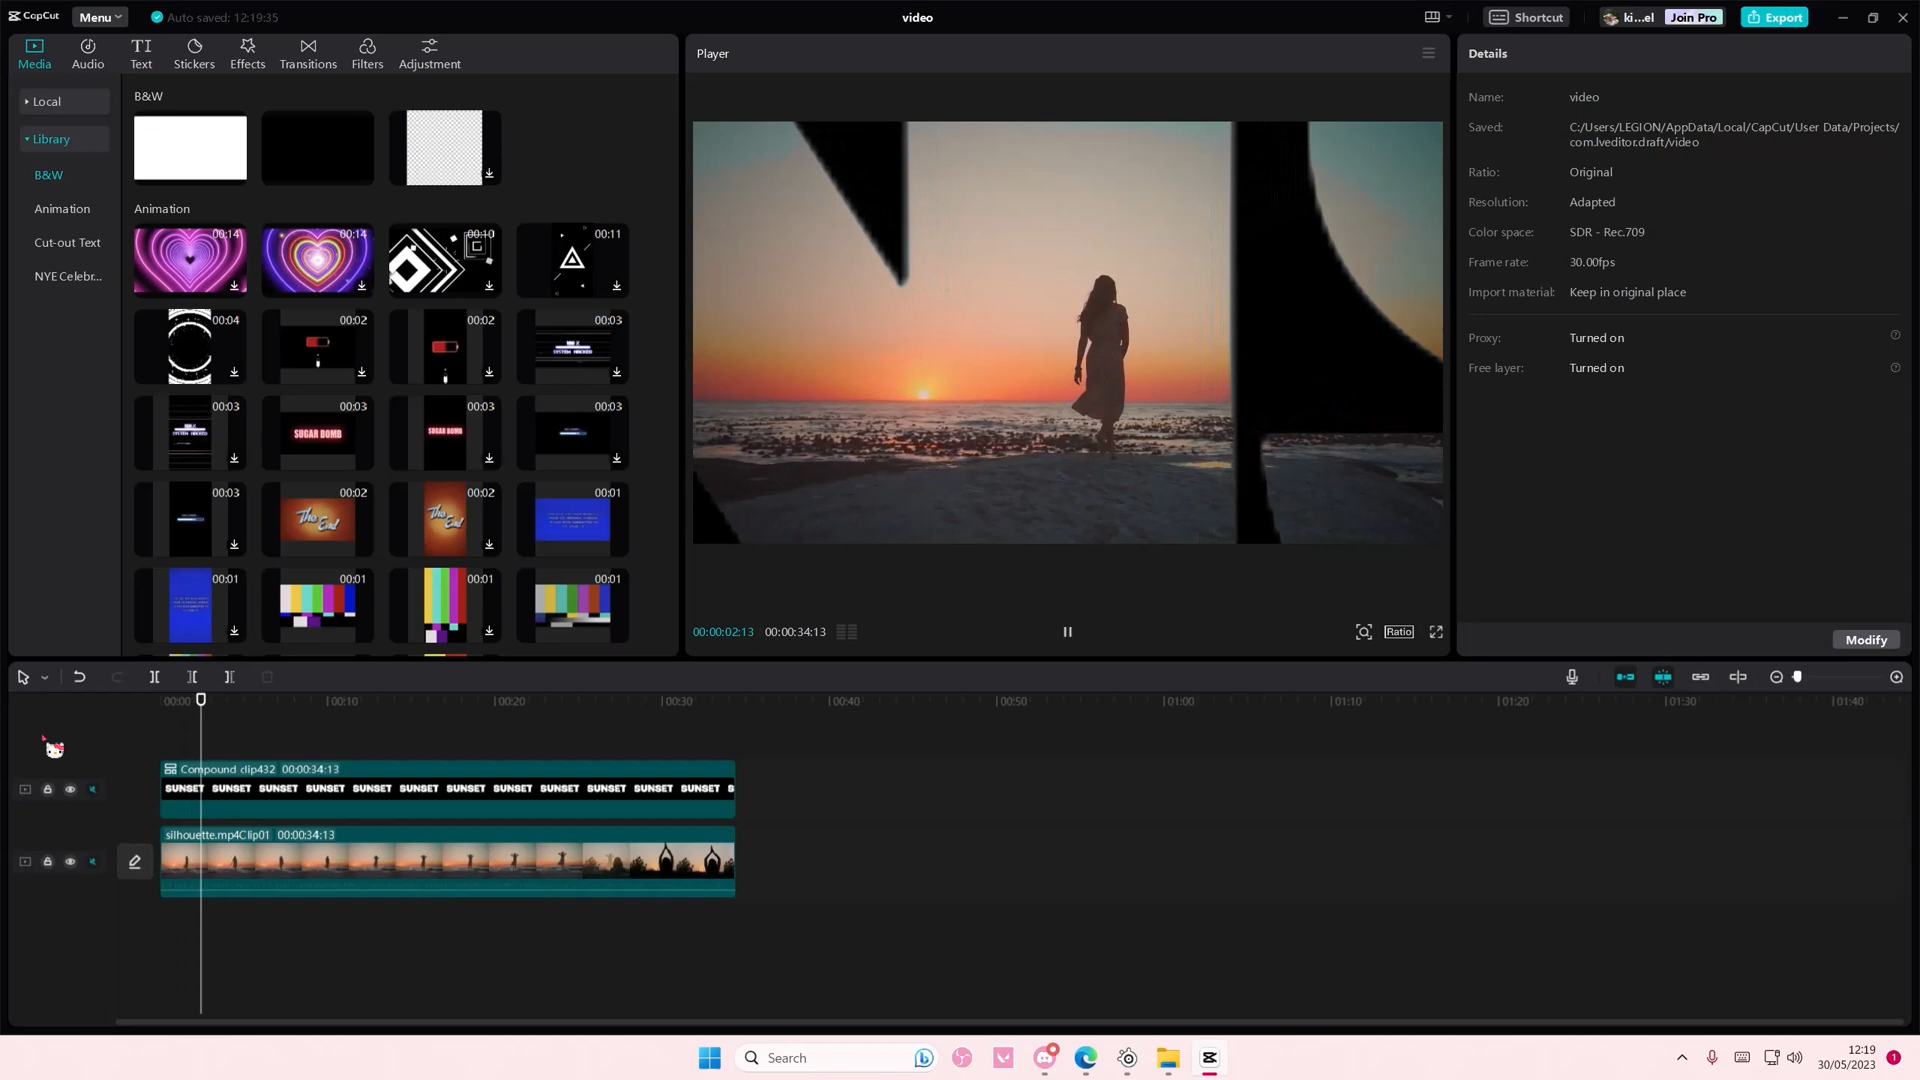 CapCut Menu Auto saved: 12:19:35 video Shortcut ki...el Join Pro Export
Media Audio Text Stickers Effects Transitions Filters Adjustment
Player
Details
Local
Library
B&W
Animation
Cut-out Text
NYE Celebr...
B&W
Animation
00:14 00:14 00:10 00:11
00:04 00:02 00:02 00:03
SYSTEM HACKED
00:03 00:03 00:03 00:03
SYSTEM HACKED SUGAR BOMB SUGAR BOMB
00:03 00:02 00:02 00:01
The End The End
00:01 00:01 00:01 00:01
00:00:02:13 00:00:34:13 Ratio
Name: video
Saved: C:/Users/LEGION/AppData/Local/CapCut/User Data/Projects/
com.lveditor.draft/video
Ratio: Original
Resolution: Adapted
Color space: SDR - Rec.709
Frame rate: 30.00fps
Import material: Keep in original place
Proxy: Turned on
Free layer: Turned on
Modify
00:00 00:10 00:20 00:30 00:40 00:50 01:00 01:10 01:20 01:30 01:40
Compound clip432 00:00:34:13
SUNSET SUNSET SUNSET SUNSET SUNSET SUNSET SUNSET SUNSET SUNSET SUNSET SUNSET SUNSET S
silhouette.mp4Clip01 00:00:34:13
Search
12:19
30/05/2023
1